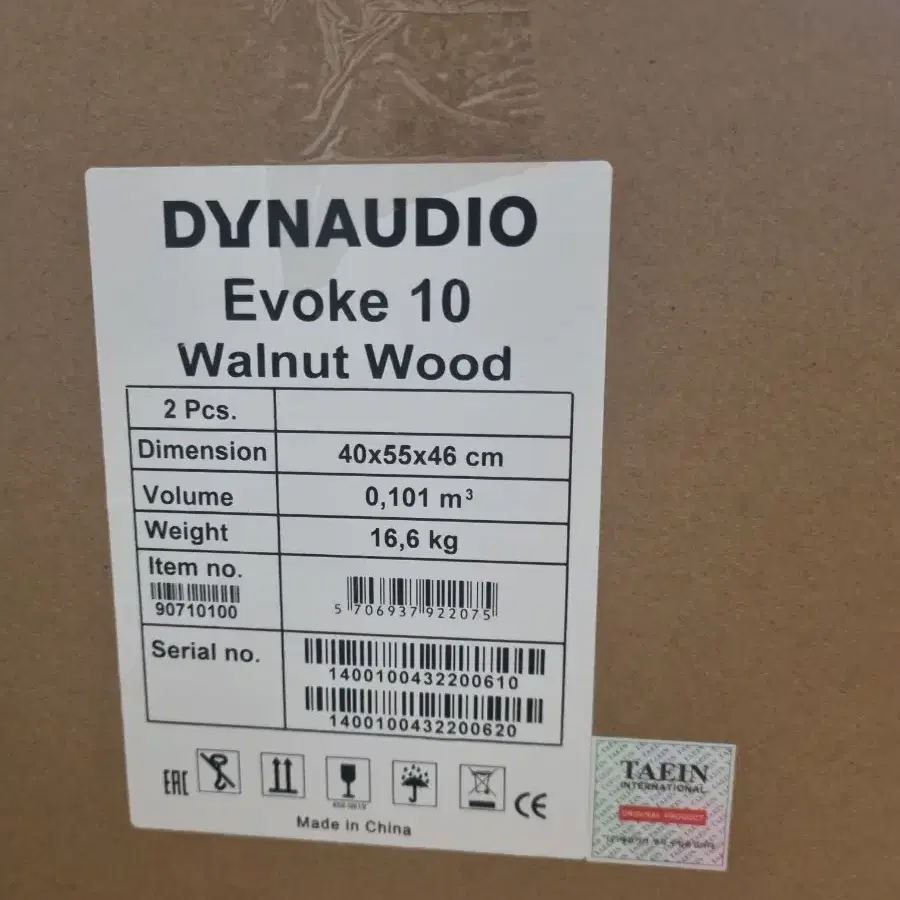 DYNAUDIO
Evoke 10
Walnut Wood
2 Pcs.
Dimension 40x55x46 cm
Volume 0,101 m³
Weight 16,6 kg
Item no.
90710100
5 706937 922075
Serial no.
1400100432200610
1400100432200620
EAC
CE
Made in China
TAEIN
INTERNATIONAL
ORIGINAL PRODUCT